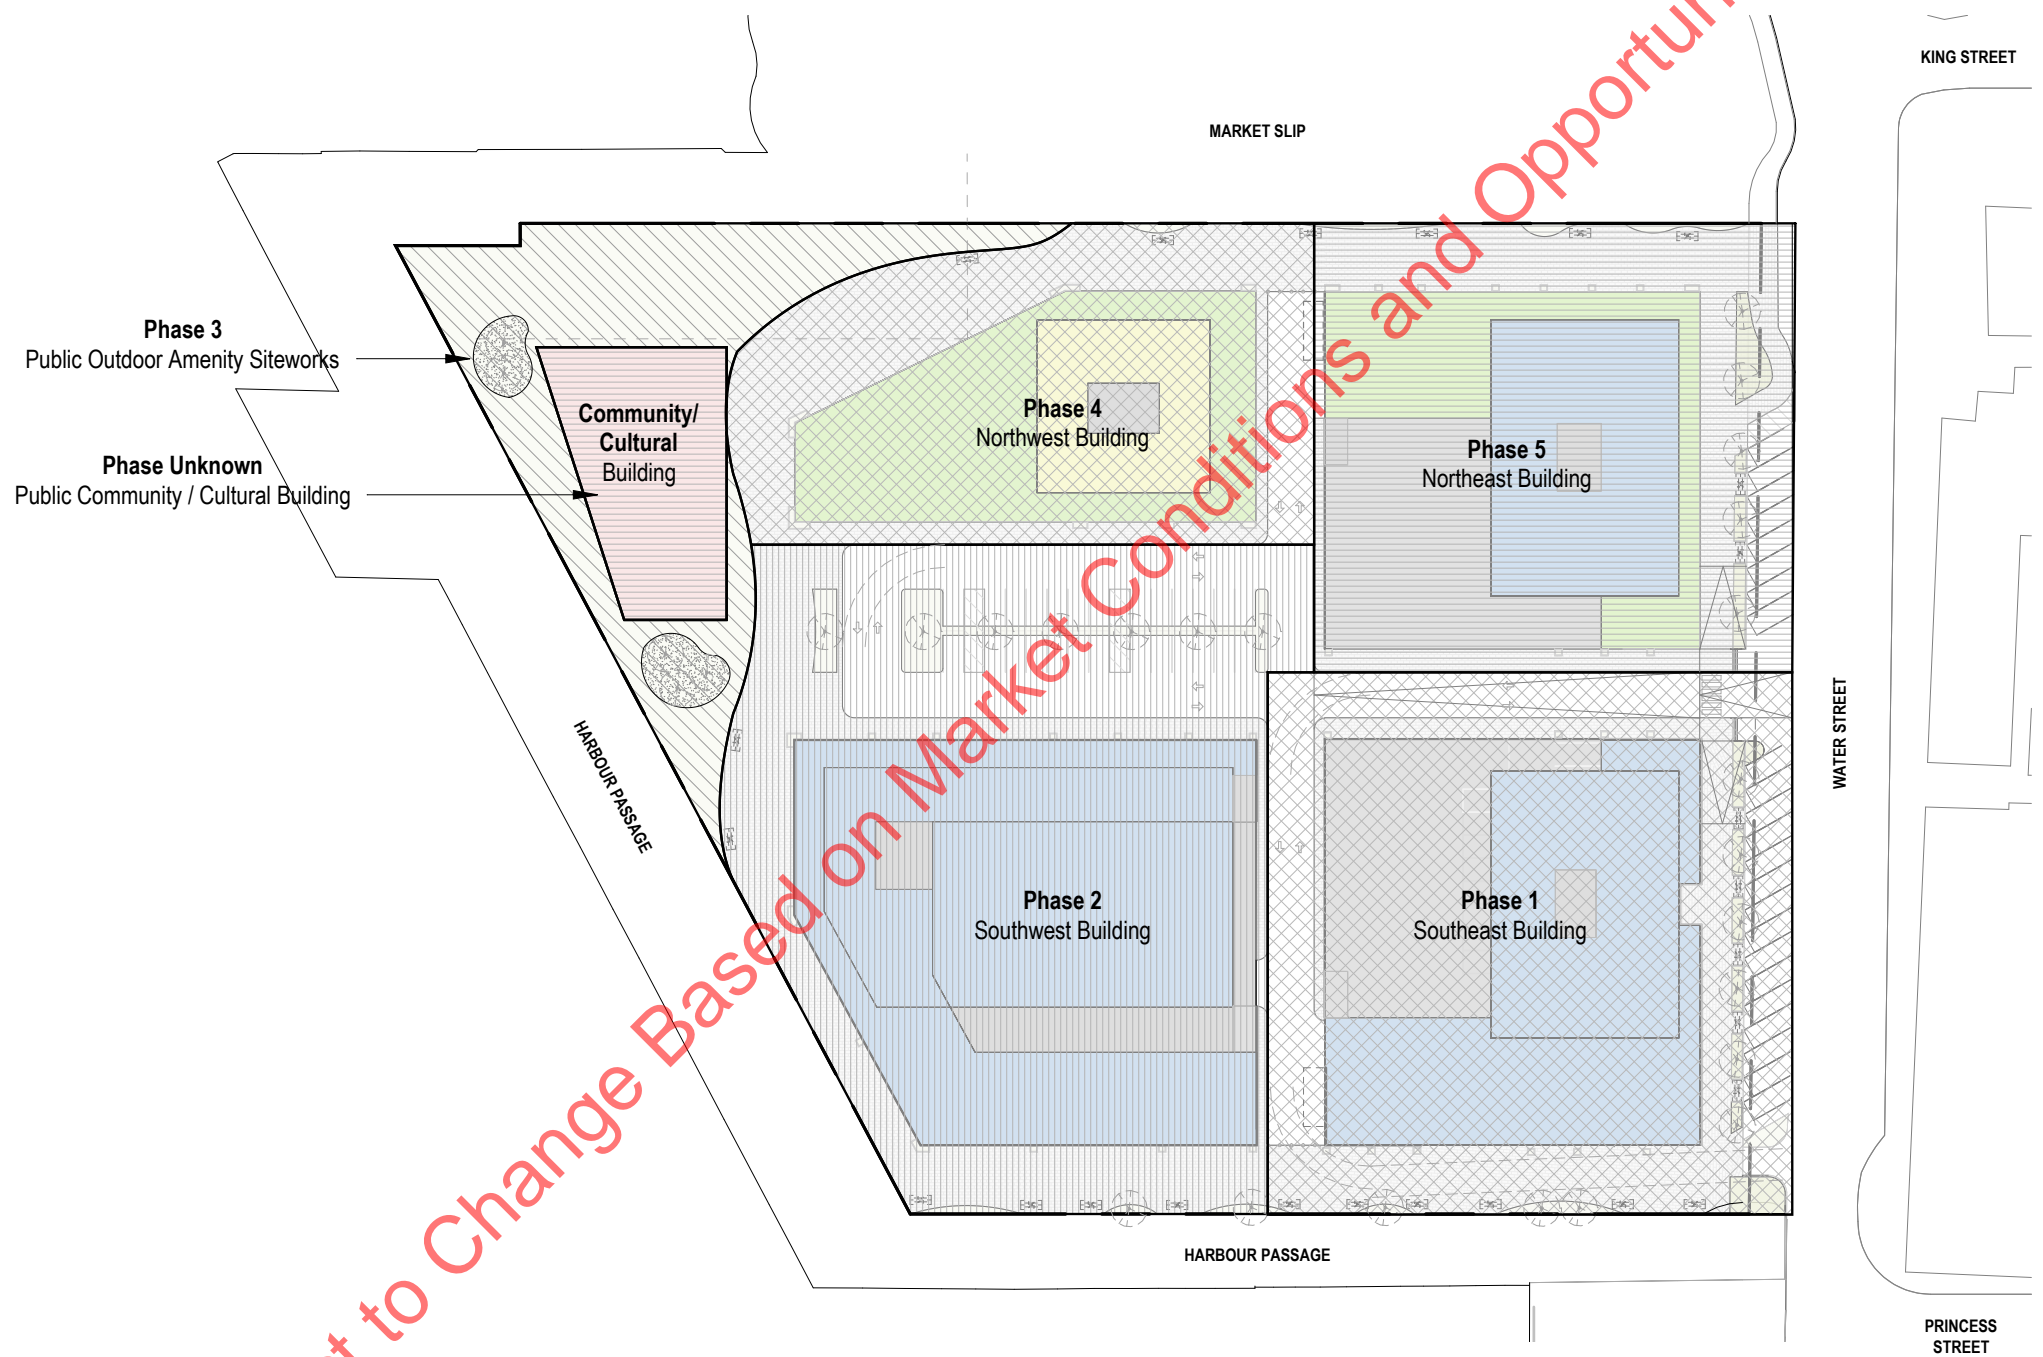 KING STREET
MARKET SLIP
Phase 3
Public Outdoor Amenity Siteworks
Community/
Cultural
Building
Phase 4
Northwest Building
Phase 5
Northeast Building
Phase Unknown
Public Community / Cultural Building
HARBOUR PASSAGE
WATER STREET
Phase 2
Southwest Building
Phase 1
Southeast Building
HARBOUR PASSAGE
PRINCESS
STREET
to Change Based on Market Conditions and